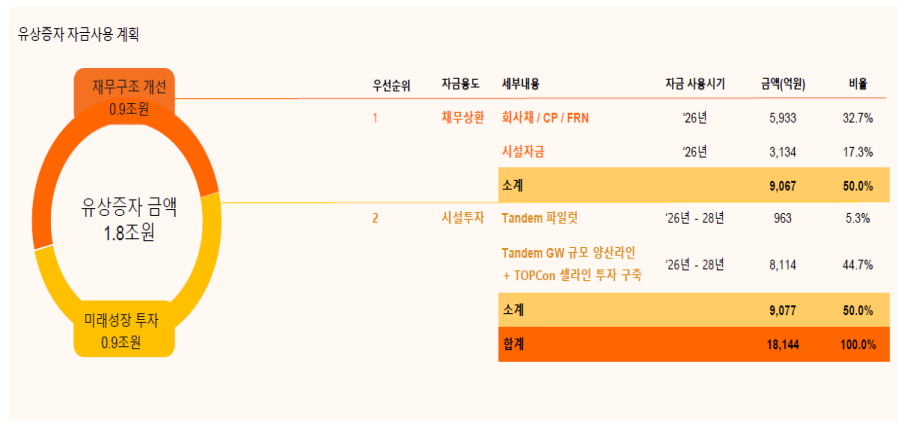 유상증자 자금사용 계획
재무구조 개선
0.9조원
유상증자 금액
1.8조원
미래성장 투자
0.9조원
우선순위 자금용도 세부내용 자금 사용시기 금액(억원) 비율
1 채무상환 회사채 / CP / FRN ‘26년 5,933 32.7%
시설자금 ‘26년 3,134 17.3%
소계 9,067 50.0%
2 시설투자 Tandem 파일럿 ’26년 - 28년 963 5.3%
Tandem GW 규모 양산라인
+ TOPCon 셀라인 투자 구축 ’26년 - 28년 8,114 44.7%
소계 9,077 50.0%
합계 18,144 100.0%